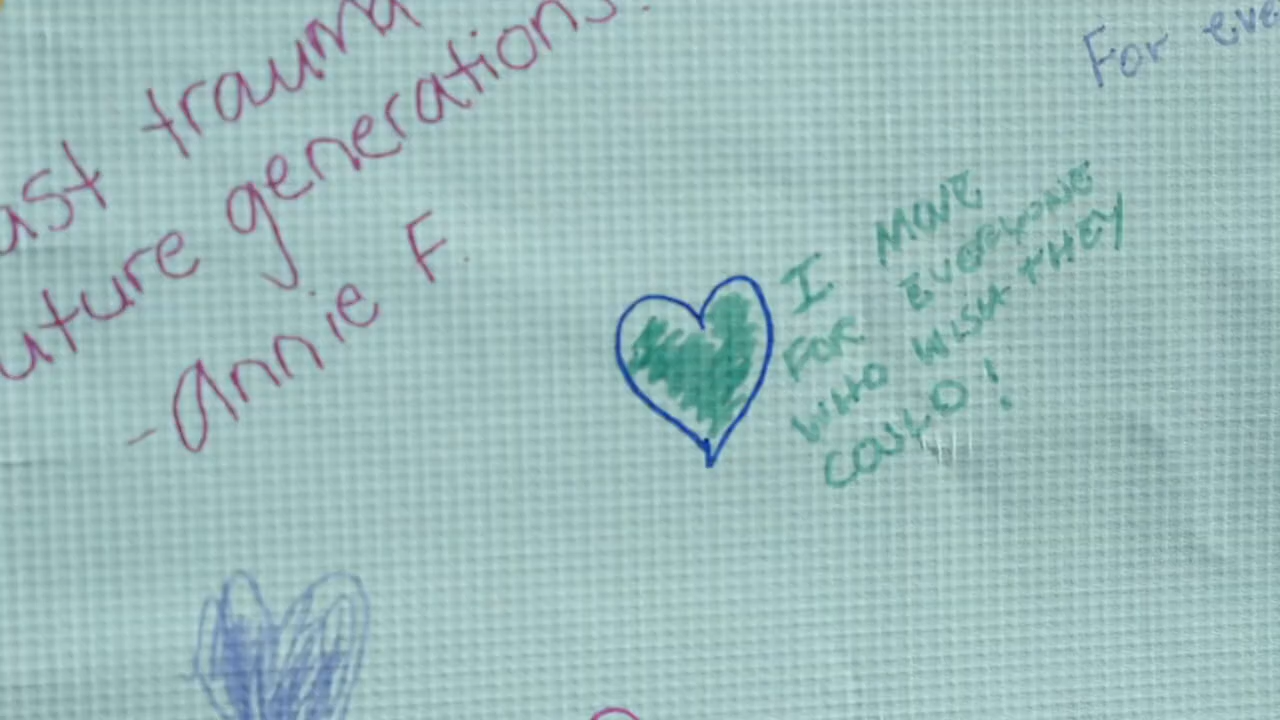 ast trauma
uture generations.
-annie F.
I MOVE
FOR EVERYONE
WHO WISH THEY
COULD!
For eve